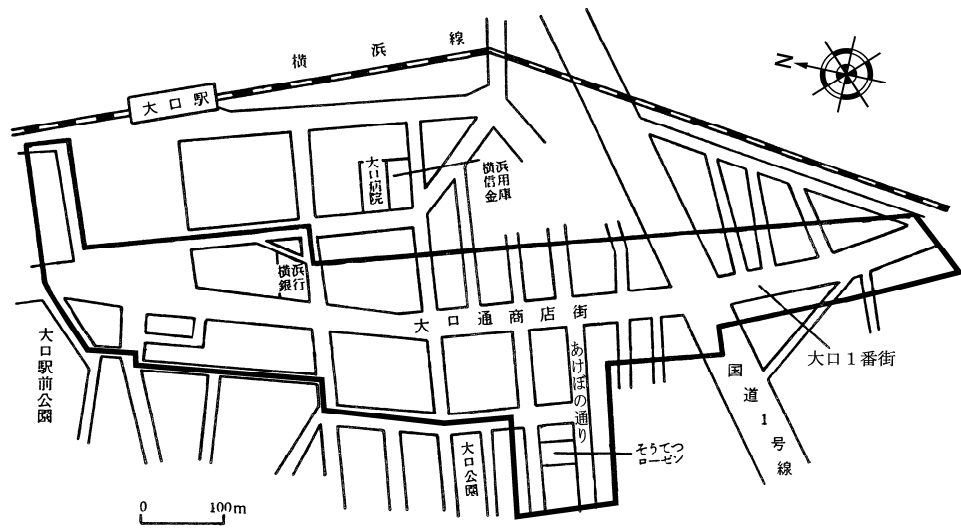 横浜線
N
大口駅
大口病院
横浜
信用
金庫
横浜
銀行
大口通商店街
大口駅前公園
あけぼの通り
大口1番街
国道1号線
大口公園
そうてつ
ローゼン
0 100m